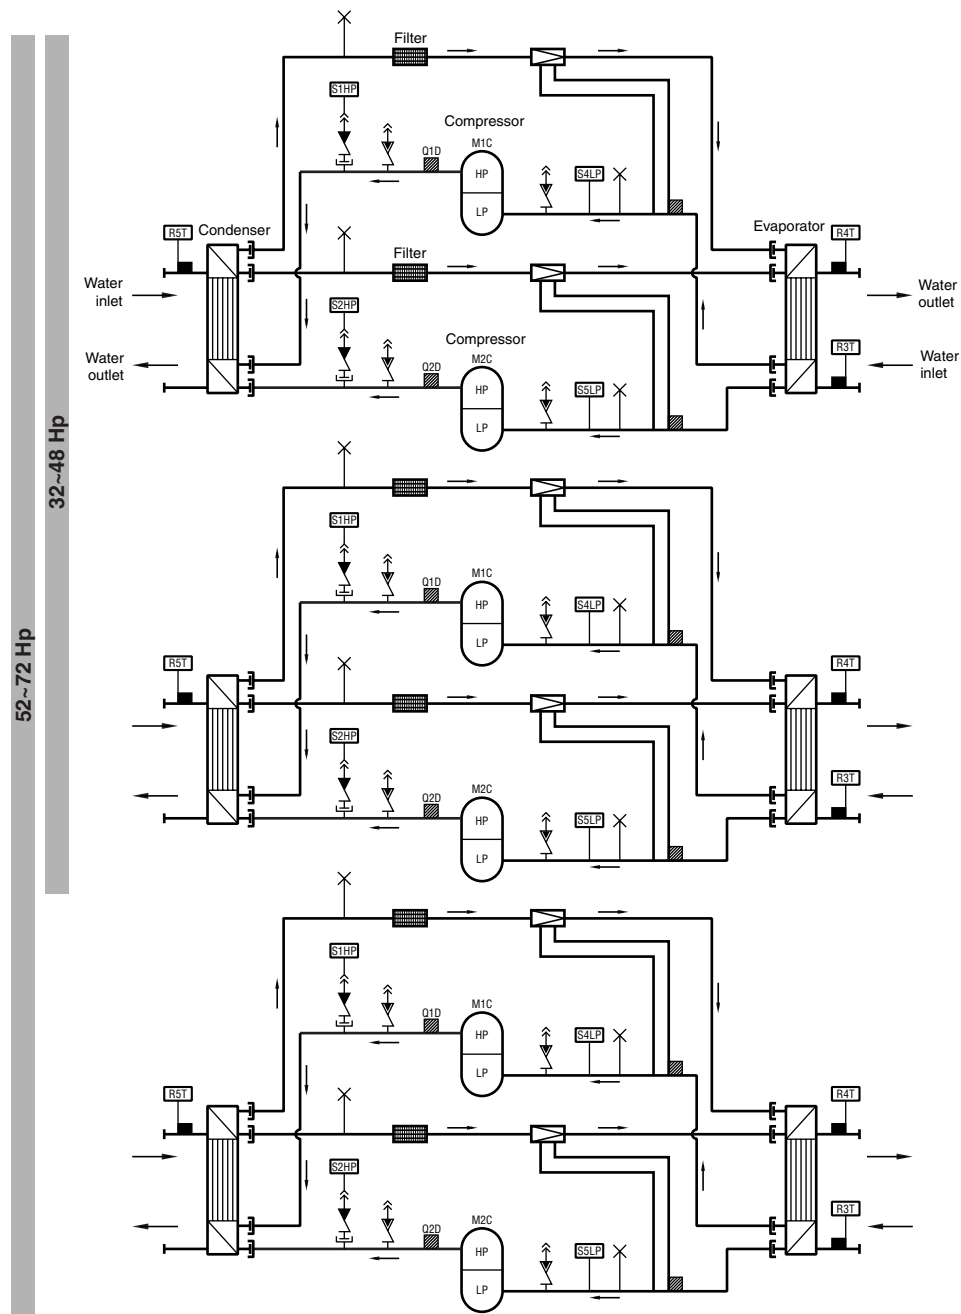 52~72 Hp
32~48 Hp
Filter
S1HP
Compressor
M1C
Q1D
HP
S4LP
LP
R5T
Condenser
Evaporator
R4T
Filter
Water
inlet
Water
outlet
S2HP
Compressor
R3T
Water
outlet
Water
inlet
M2C
Q2D
HP
S5LP
LP
S1HP
M1C
Q1D
HP
S4LP
LP
R5T
R4T
S2HP
R3T
M2C
Q2D
HP
S5LP
LP
S1HP
M1C
Q1D
HP
S4LP
LP
R5T
R4T
S2HP
R3T
M2C
Q2D
HP
S5LP
LP